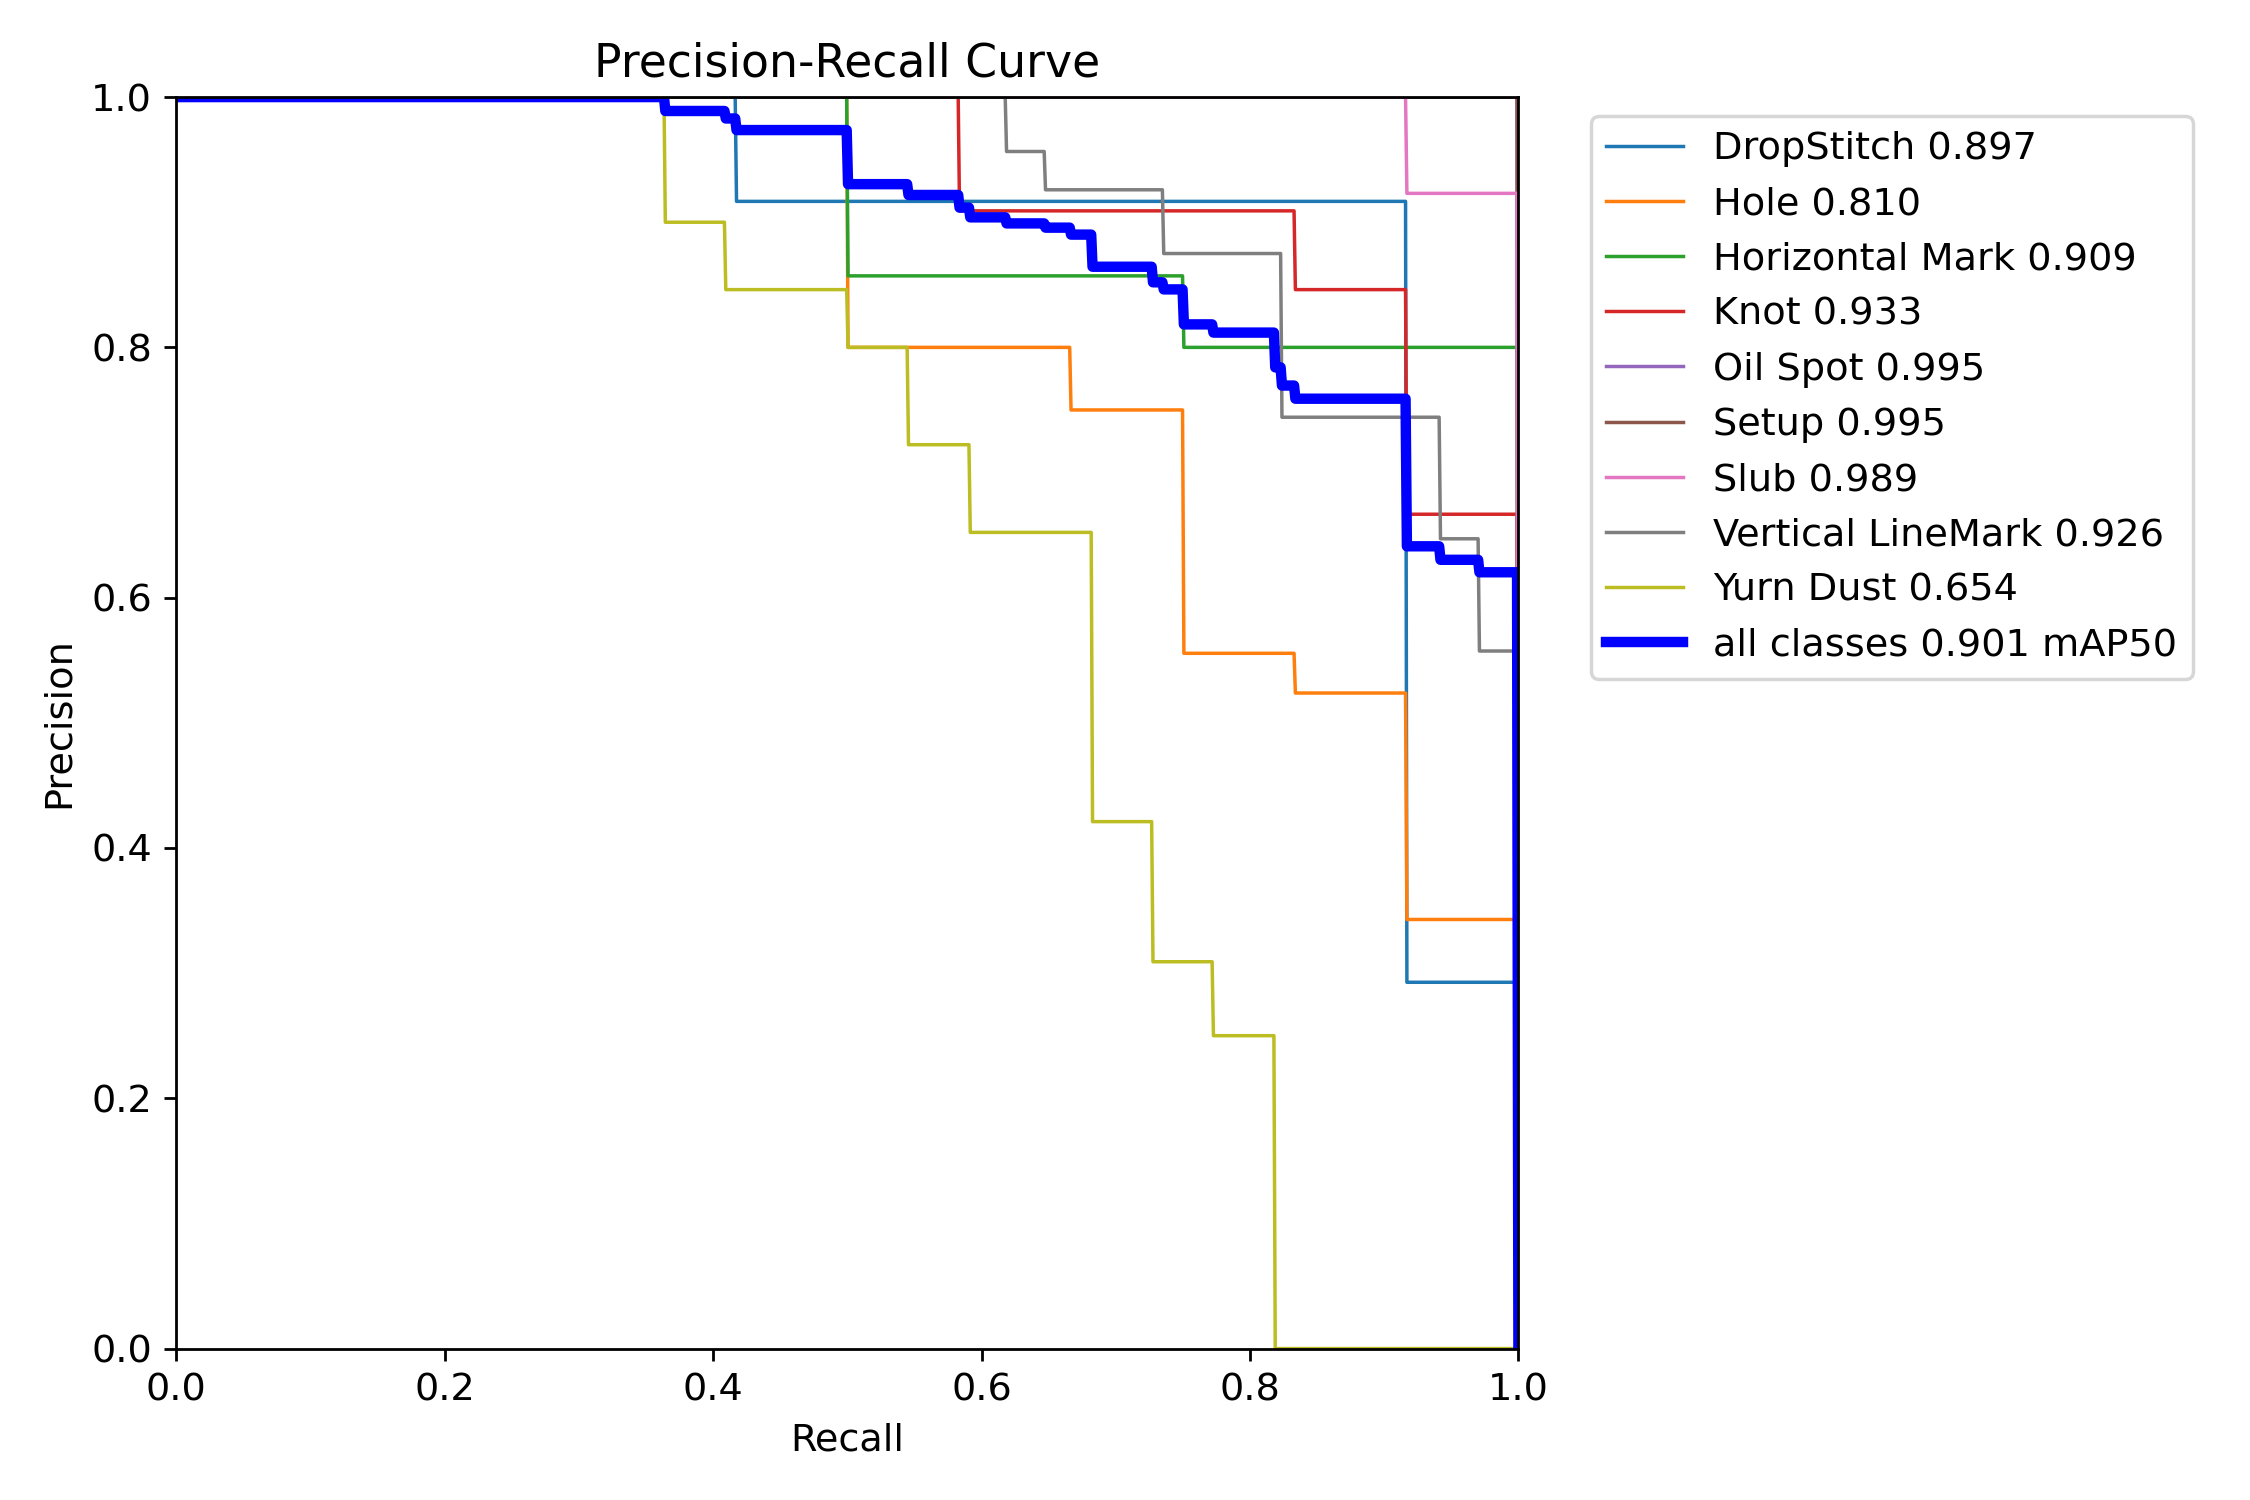 Precision-Recall Curve
1.0
0.8
0.6
0.4
0.2
0.0
Precision
0.0 0.2 0.4 0.6 0.8 1.0
Recall
DropStitch 0.897
Hole 0.810
Horizontal Mark 0.909
Knot 0.933
Oil Spot 0.995
Setup 0.995
Slub 0.989
Vertical LineMark 0.926
Yurn Dust 0.654
all classes 0.901 mAP50